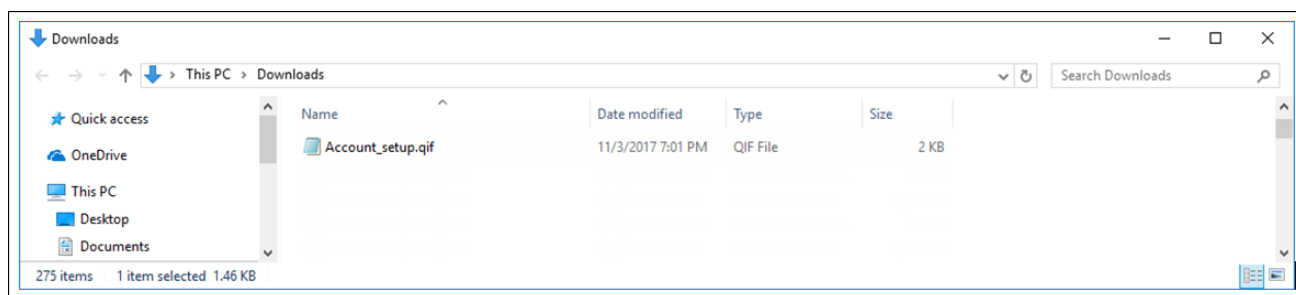 Downloads
This PC > Downloads
Search Downloads
Quick access
OneDrive
This PC
Desktop
Documents
Name Date modified Type Size
Account_setup.qif 11/3/2017 7:01 PM QIF File 2 KB
275 items 1 item selected 1.46 KB